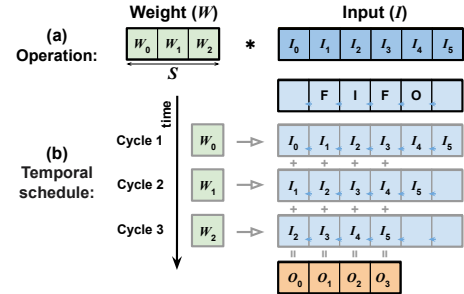 Weight (W) Input (I)
(a)
Operation:
W₀ W₁ W₂ * I₀ I₁ I₂ I₃ I₄ I₅
S
F I F O
time
(b)
Temporal
schedule:
Cycle 1 W₀ I₀ I₁ I₂ I₃ I₄ I₅
+ + + +
Cycle 2 W₁ I₁ I₂ I₃ I₄ I₅
+ + + +
Cycle 3 W₂ I₂ I₃ I₄ I₅
= = = =
O₀ O₁ O₂ O₃